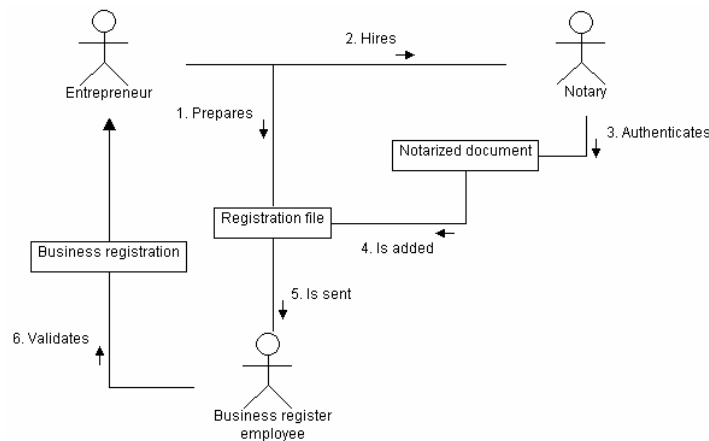 2. Hires
Entrepreneur
Notary
1. Prepares
3. Authenticates
Notarized document
Registration file
4. Is added
Business registration
5. Is sent
6. Validates
Business register
employee